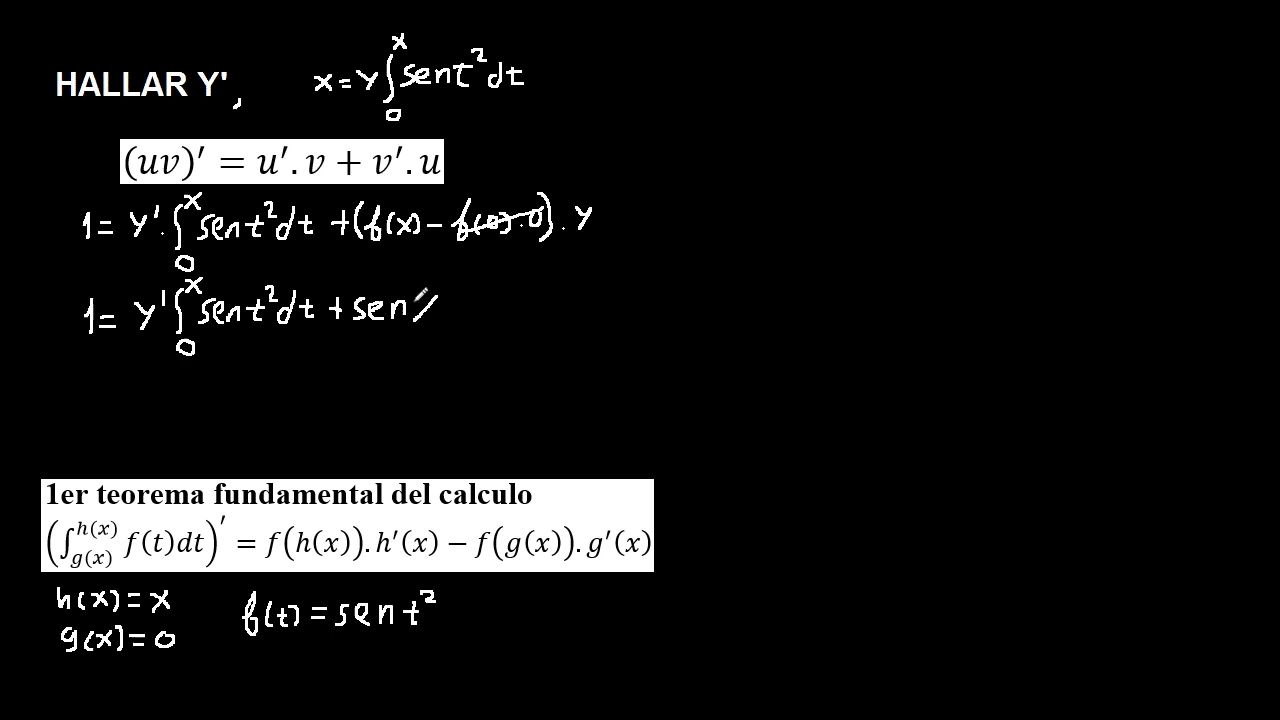 HALLAR Y', x = y ∫₀ˣ sen t² dt
(uv)′ = u′. v + v′. u
1 = y'. ∫₀ˣ sen t² dt + (f(x) − f(0).0) . y
1 = y' ∫₀ˣ sen t² dt + sen
1er teorema fundamental del calculo
(∫_{g(x)}^{h(x)} f(t)dt)′ = f(h(x)). h′(x) − f(g(x)). g′(x)
h(x) = x f(t) = sen t²
g(x) = 0